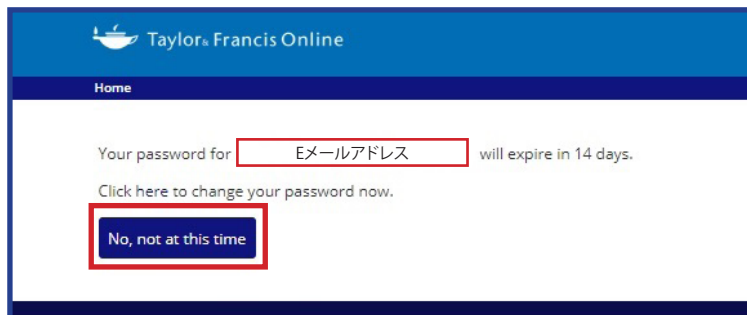 Taylor & Francis Online
Home
Your password for Eメールアドレス will expire in 14 days.
Click here to change your password now.
No, not at this time